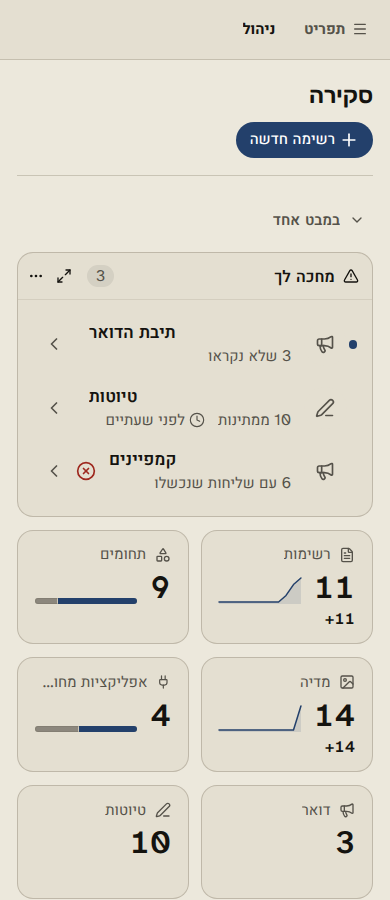 תפריט ניהול
סקירה
רשימה חדשה
במבט אחד
מחכה לך 3
תיבת הדואר
3 שלא נקראו
טיוטות
10 ממתינות לפני שעתיים
קמפיינים
6 עם שליחות שנכשלו
רשימות
11
+11
תחומים
9
מדיה
14
+14
אפליקציות מחו...
4
דואר
3
טיוטות
10